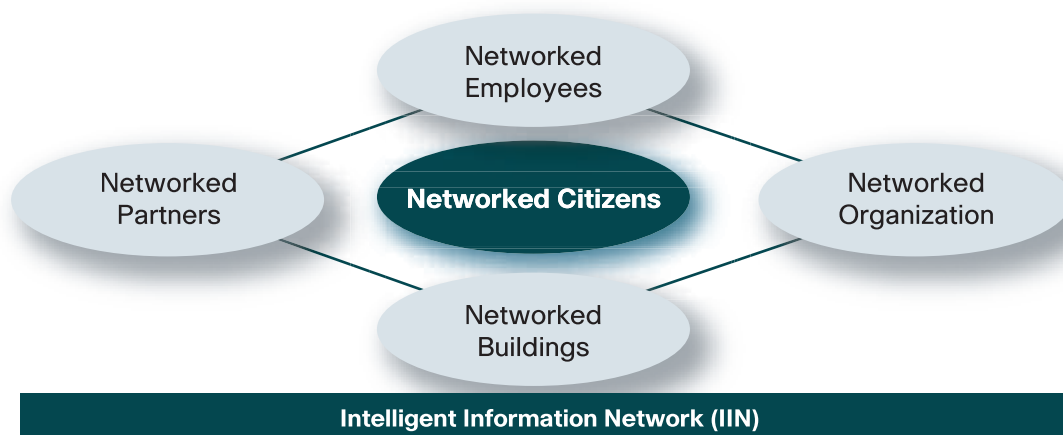 Networked
Employees
Networked
Partners
Networked Citizens
Networked
Organization
Networked
Buildings
Intelligent Information Network (IIN)